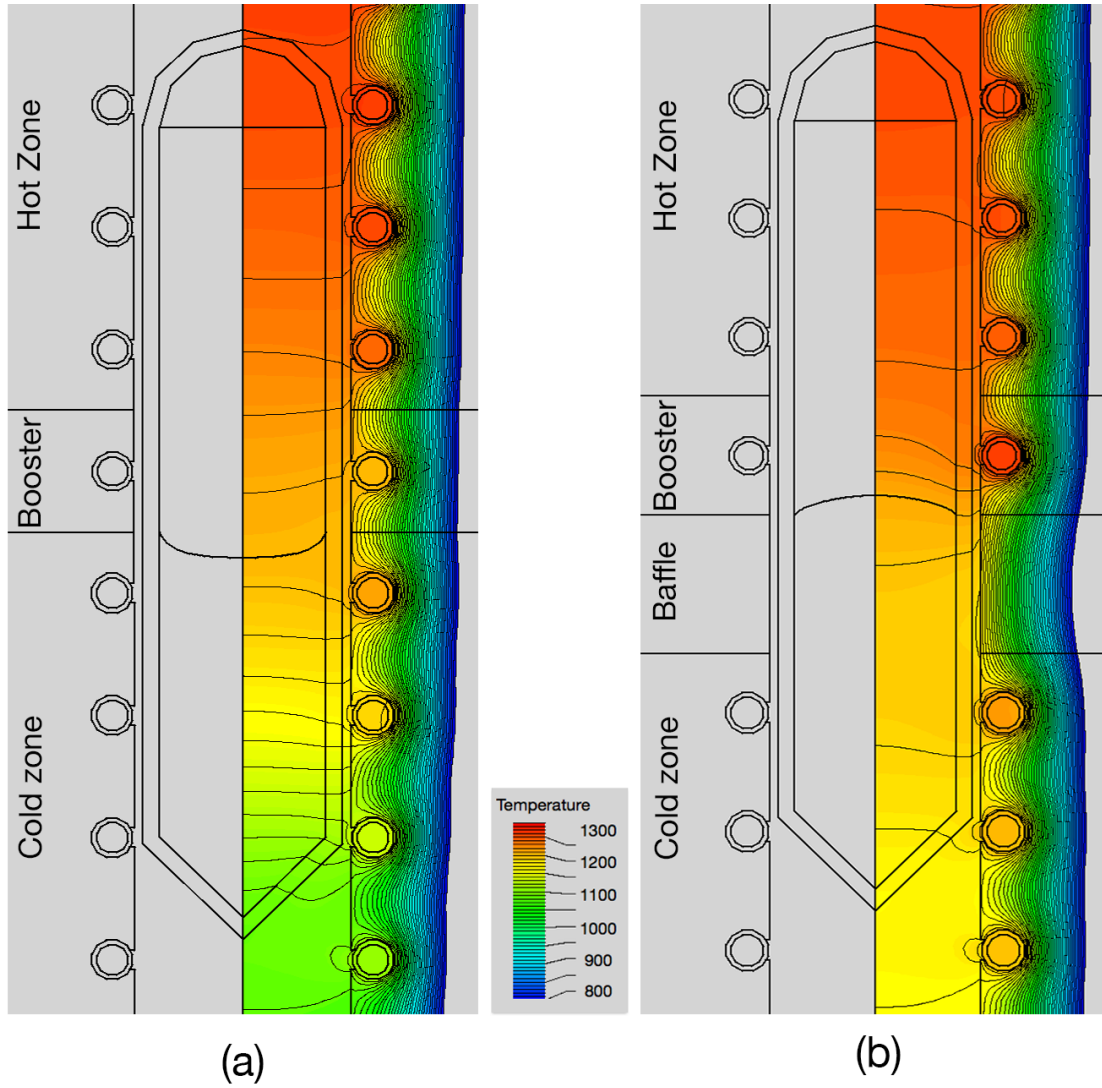 Hot Zone
Booster
Cold zone
Temperature
1300
1200
1100
1000
900
800
Hot Zone
Booster
Baffle
Cold zone
(a)
(b)